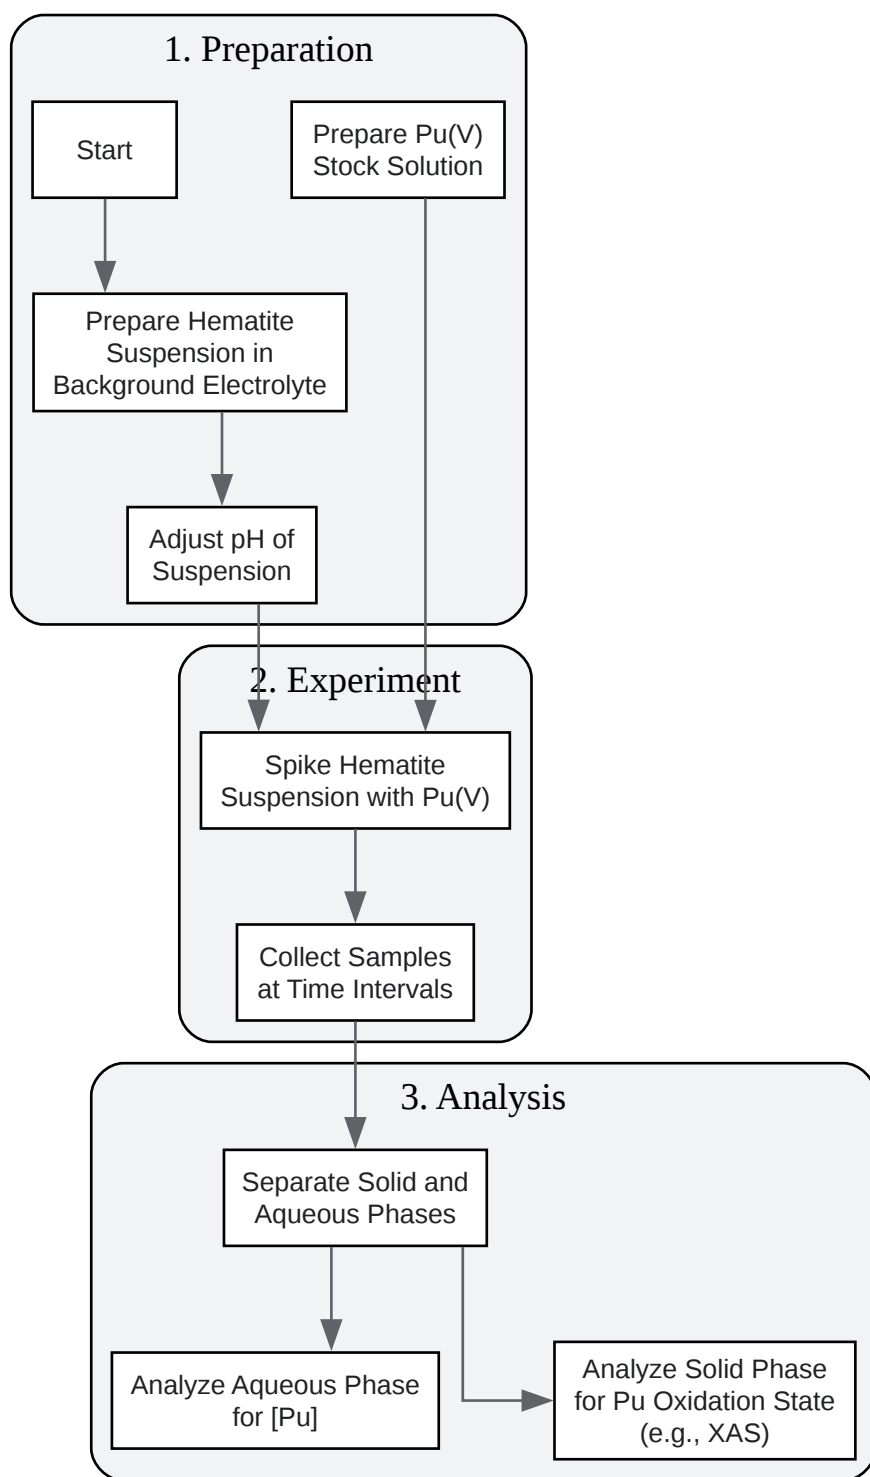 1. Preparation
Start
Prepare Pu(V)
Stock Solution
Prepare Hematite
Suspension in
Background Electrolyte
Adjust pH of
Suspension
2. Experiment
Spike Hematite
Suspension with Pu(V)
Collect Samples
at Time Intervals
3. Analysis
Separate Solid and
Aqueous Phases
Analyze Aqueous Phase
for [Pu]
Analyze Solid Phase
for Pu Oxidation State
(e.g., XAS)